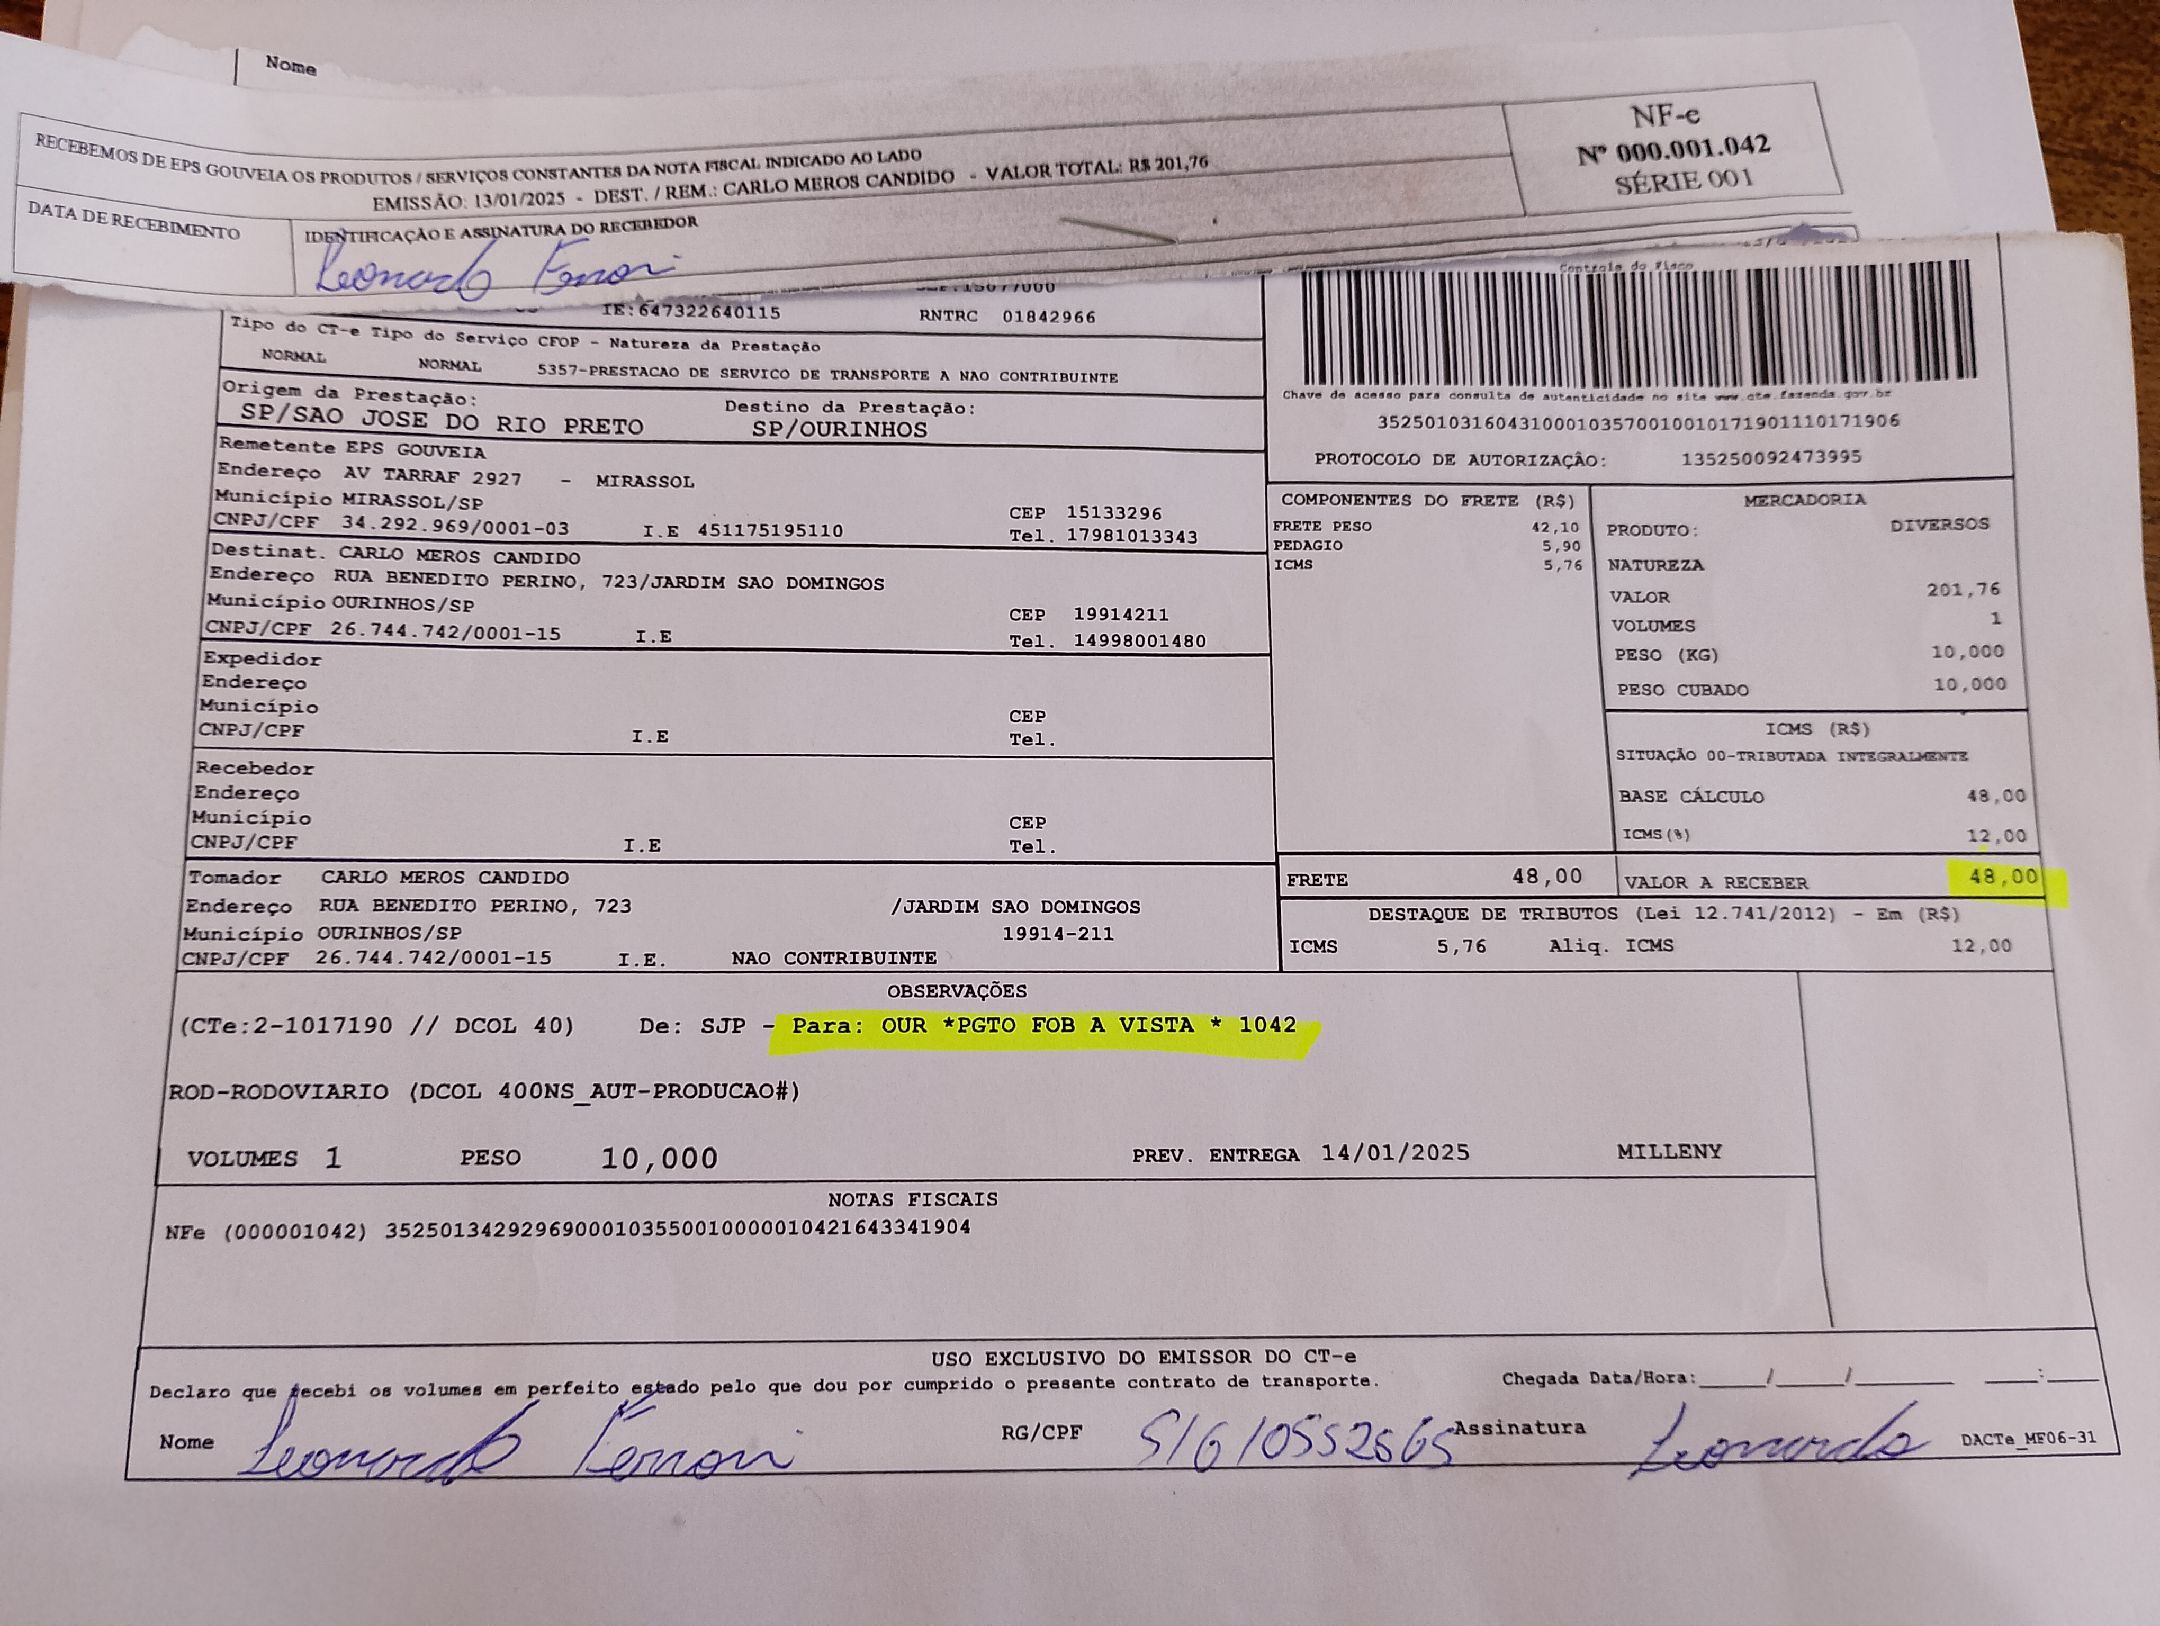 Nome
RECEBEMOS DE EPS GOUVEIA OS PRODUTOS / SERVIÇOS CONSTANTES DA NOTA FISCAL INDICADO AO LADO
EMISSÃO: 13/01/2025 - DEST. / REM.: CARLO MEROS CANDIDO - VALOR TOTAL: R$ 201,76
NF-e
Nº 000.001.042
SÉRIE 001
DATA DE RECEBIMENTO
IDENTIFICAÇÃO E ASSINATURA DO RECEBEDOR
Leonardo Ferrari
Controle do Fisco
IE:647322640115 RNTRC 01842966
Tipo do CT-e Tipo do Serviço CFOP - Natureza da Prestação
NORMAL NORMAL 5357-PRESTACAO DE SERVICO DE TRANSPORTE A NAO CONTRIBUINTE
Chave de acesso para consulta de autenticidade no site www.cte.fazenda.gov.br
35250103160431000103570010010171901110171906
PROTOCOLO DE AUTORIZAÇÃO: 135250092473995
Origem da Prestação: Destino da Prestação:
SP/SAO JOSE DO RIO PRETO SP/OURINHOS
Remetente EPS GOUVEIA
Endereço AV TARRAF 2927 - MIRASSOL
Município MIRASSOL/SP CEP 15133296
CNPJ/CPF 34.292.969/0001-03 I.E 451175195110 Tel. 17981013343
Destinat. CARLO MEROS CANDIDO
Endereço RUA BENEDITO PERINO, 723/JARDIM SAO DOMINGOS
Município OURINHOS/SP CEP 19914211
CNPJ/CPF 26.744.742/0001-15 I.E Tel. 14998001480
Expedidor
Endereço
Município CEP
CNPJ/CPF I.E Tel.
Recebedor
Endereço
Município CEP
CNPJ/CPF I.E Tel.
Tomador CARLO MEROS CANDIDO
Endereço RUA BENEDITO PERINO, 723 /JARDIM SAO DOMINGOS
Município OURINHOS/SP 19914-211
CNPJ/CPF 26.744.742/0001-15 I.E. NAO CONTRIBUINTE
COMPONENTES DO FRETE (R$)
FRETE PESO 42,10
PEDAGIO 5,90
ICMS 5,76
MERCADORIA
PRODUTO: DIVERSOS
NATUREZA
VALOR 201,76
VOLUMES 1
PESO (KG) 10,000
PESO CUBADO 10,000
ICMS (R$)
SITUAÇÃO 00-TRIBUTADA INTEGRALMENTE
BASE CÁLCULO 48,00
ICMS(%) 12,00
FRETE 48,00 VALOR A RECEBER 48,00
DESTAQUE DE TRIBUTOS (Lei 12.741/2012) - Em (R$)
ICMS 5,76 Aliq. ICMS 12,00
OBSERVAÇÕES
(CTe:2-1017190 // DCOL 40) De: SJP - Para: OUR *PGTO FOB A VISTA * 1042
ROD-RODOVIARIO (DCOL 400NS_AUT-PRODUCAO#)
VOLUMES 1 PESO 10,000 PREV. ENTREGA 14/01/2025 MILLENY
NOTAS FISCAIS
NFe (000001042) 35250134292969000103550010000010421643341904
USO EXCLUSIVO DO EMISSOR DO CT-e
Declaro que recebi os volumes em perfeito estado pelo que dou por cumprido o presente contrato de transporte. Chegada Data/Hora:____/____/______ ____:____
Nome Leonardo Ferrari RG/CPF Assinatura Leonardo DACTe_MF06-31